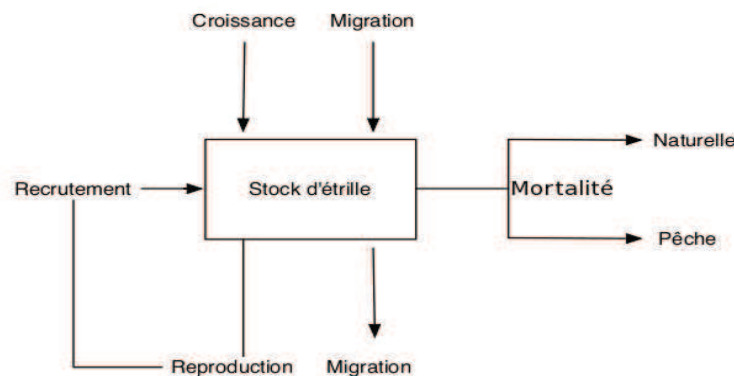 Croissance Migration
Naturelle
Recrutement Stock d'étrille Mortalité
Pêche
Reproduction Migration